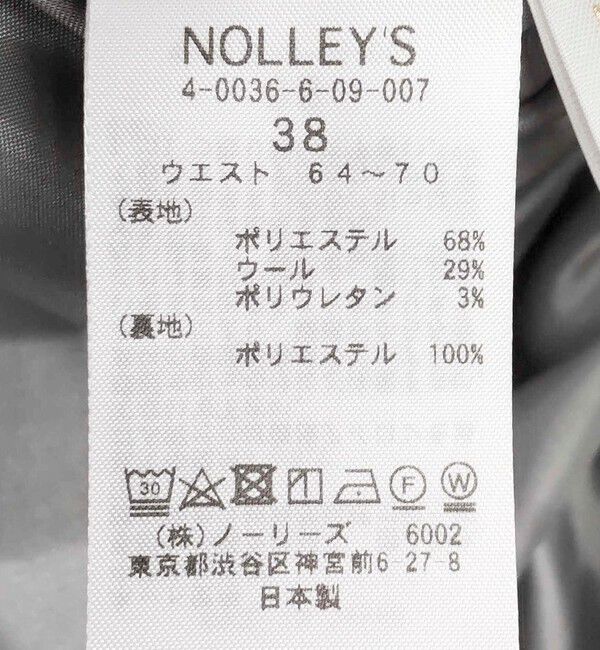 NOLLEY'S
4-0036-6-09-007
38
ウエスト 64～70
(表地)
ポリエステル 68%
ウール 29%
ポリウレタン 3%
(裏地)
ポリエステル 100%
30 F W
(株)ノーリーズ 6002
東京都渋谷区神宮前6-27-8
日本製